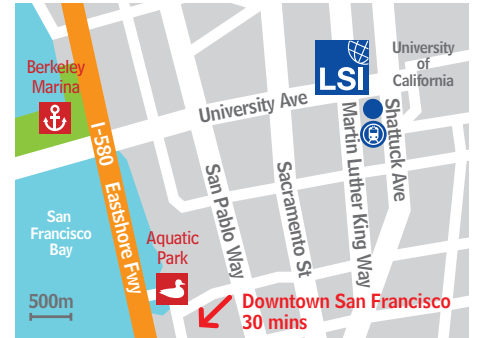 University
of
California
LSI
Berkeley
Marina
University Ave
I-580 Eastshore Fwy
San Pablo Way
Sacramento St
Martin Luther King Way
Shattuck Ave
San
Francisco
Bay
Aquatic
Park
500m
Downtown San Francisco
30 mins